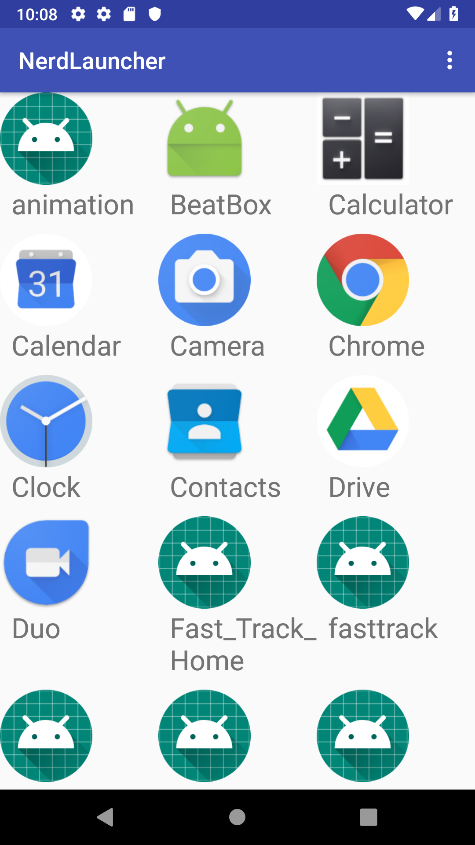 10:08
NerdLauncher
animation BeatBox Calculator
31
Calendar Camera Chrome
Clock Contacts Drive
Duo Fast_Track_ fasttrack
Home